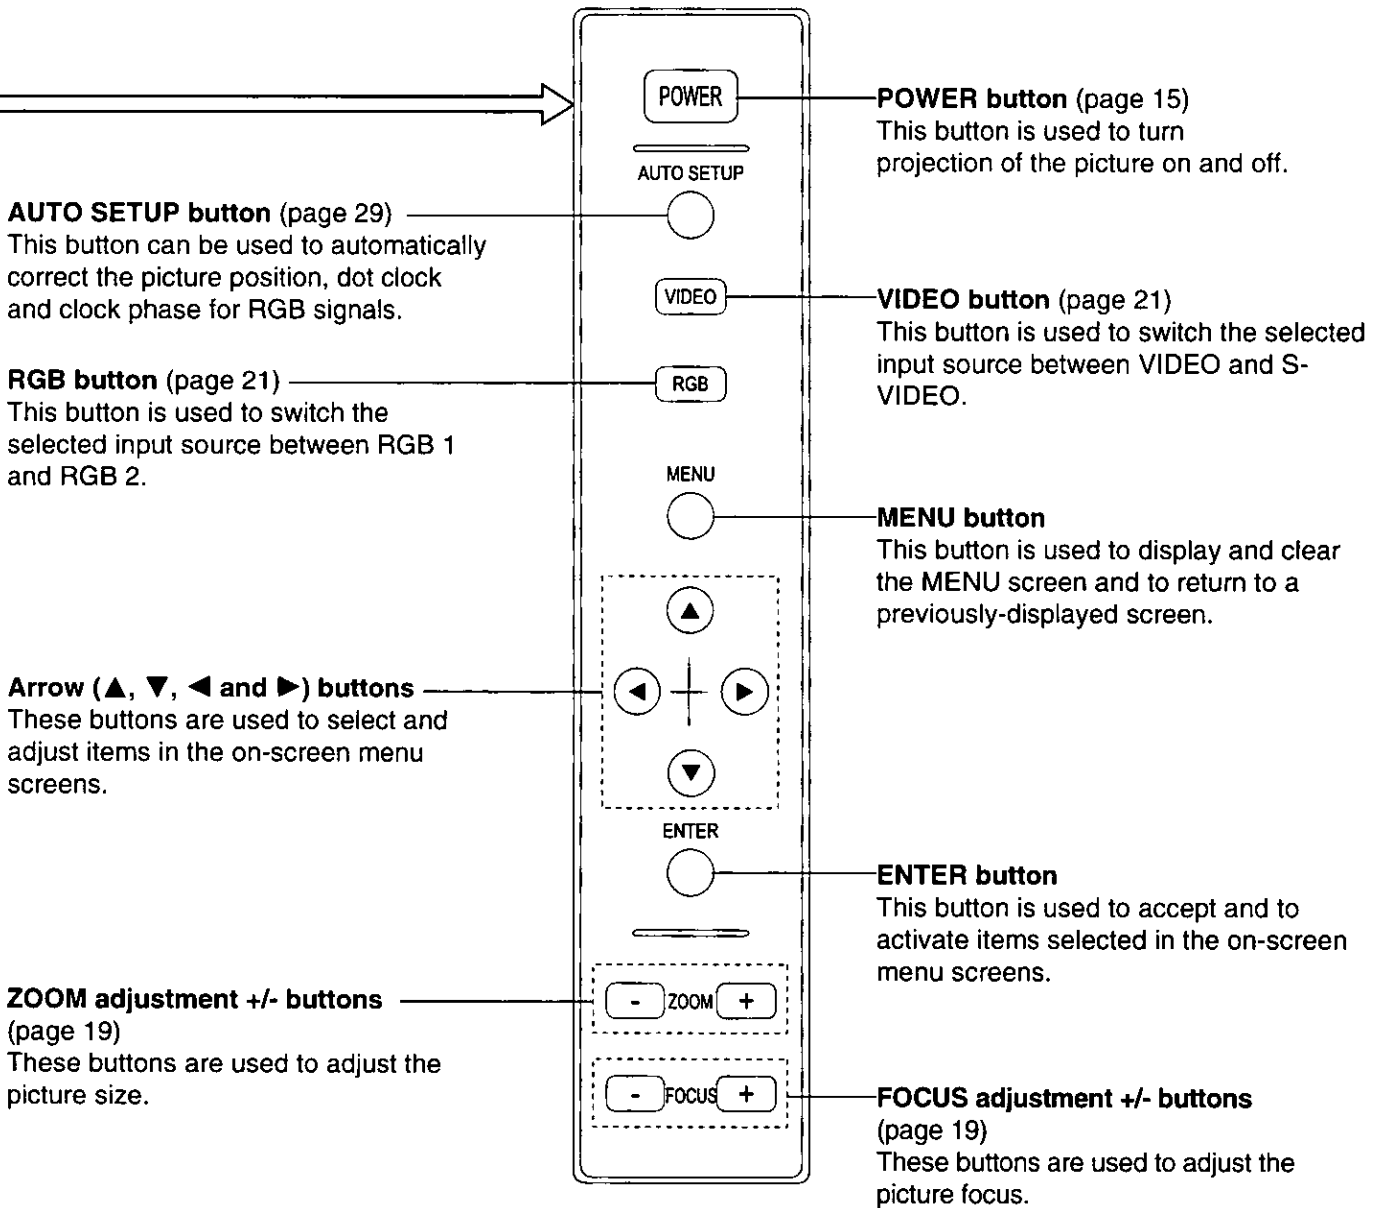 POWER
POWER button (page 15)
This button is used to turn
projection of the picture on and off.
AUTO SETUP
AUTO SETUP button (page 29)
This button can be used to automatically
correct the picture position, dot clock
and clock phase for RGB signals.
VIDEO
VIDEO button (page 21)
This button is used to switch the selected
input source between VIDEO and S-
VIDEO.
RGB button (page 21)
This button is used to switch the
selected input source between RGB 1
and RGB 2.
RGB
MENU
MENU button
This button is used to display and clear
the MENU screen and to return to a
previously-displayed screen.
▲
◀ ▶
▼
Arrow (▲, ▼, ◀ and ▶) buttons
These buttons are used to select and
adjust items in the on-screen menu
screens.
ENTER
ENTER button
This button is used to accept and to
activate items selected in the on-screen
menu screens.
ZOOM adjustment +/- buttons
(page 19)
These buttons are used to adjust the
picture size.
- ZOOM +
- FOCUS +
FOCUS adjustment +/- buttons
(page 19)
These buttons are used to adjust the
picture focus.